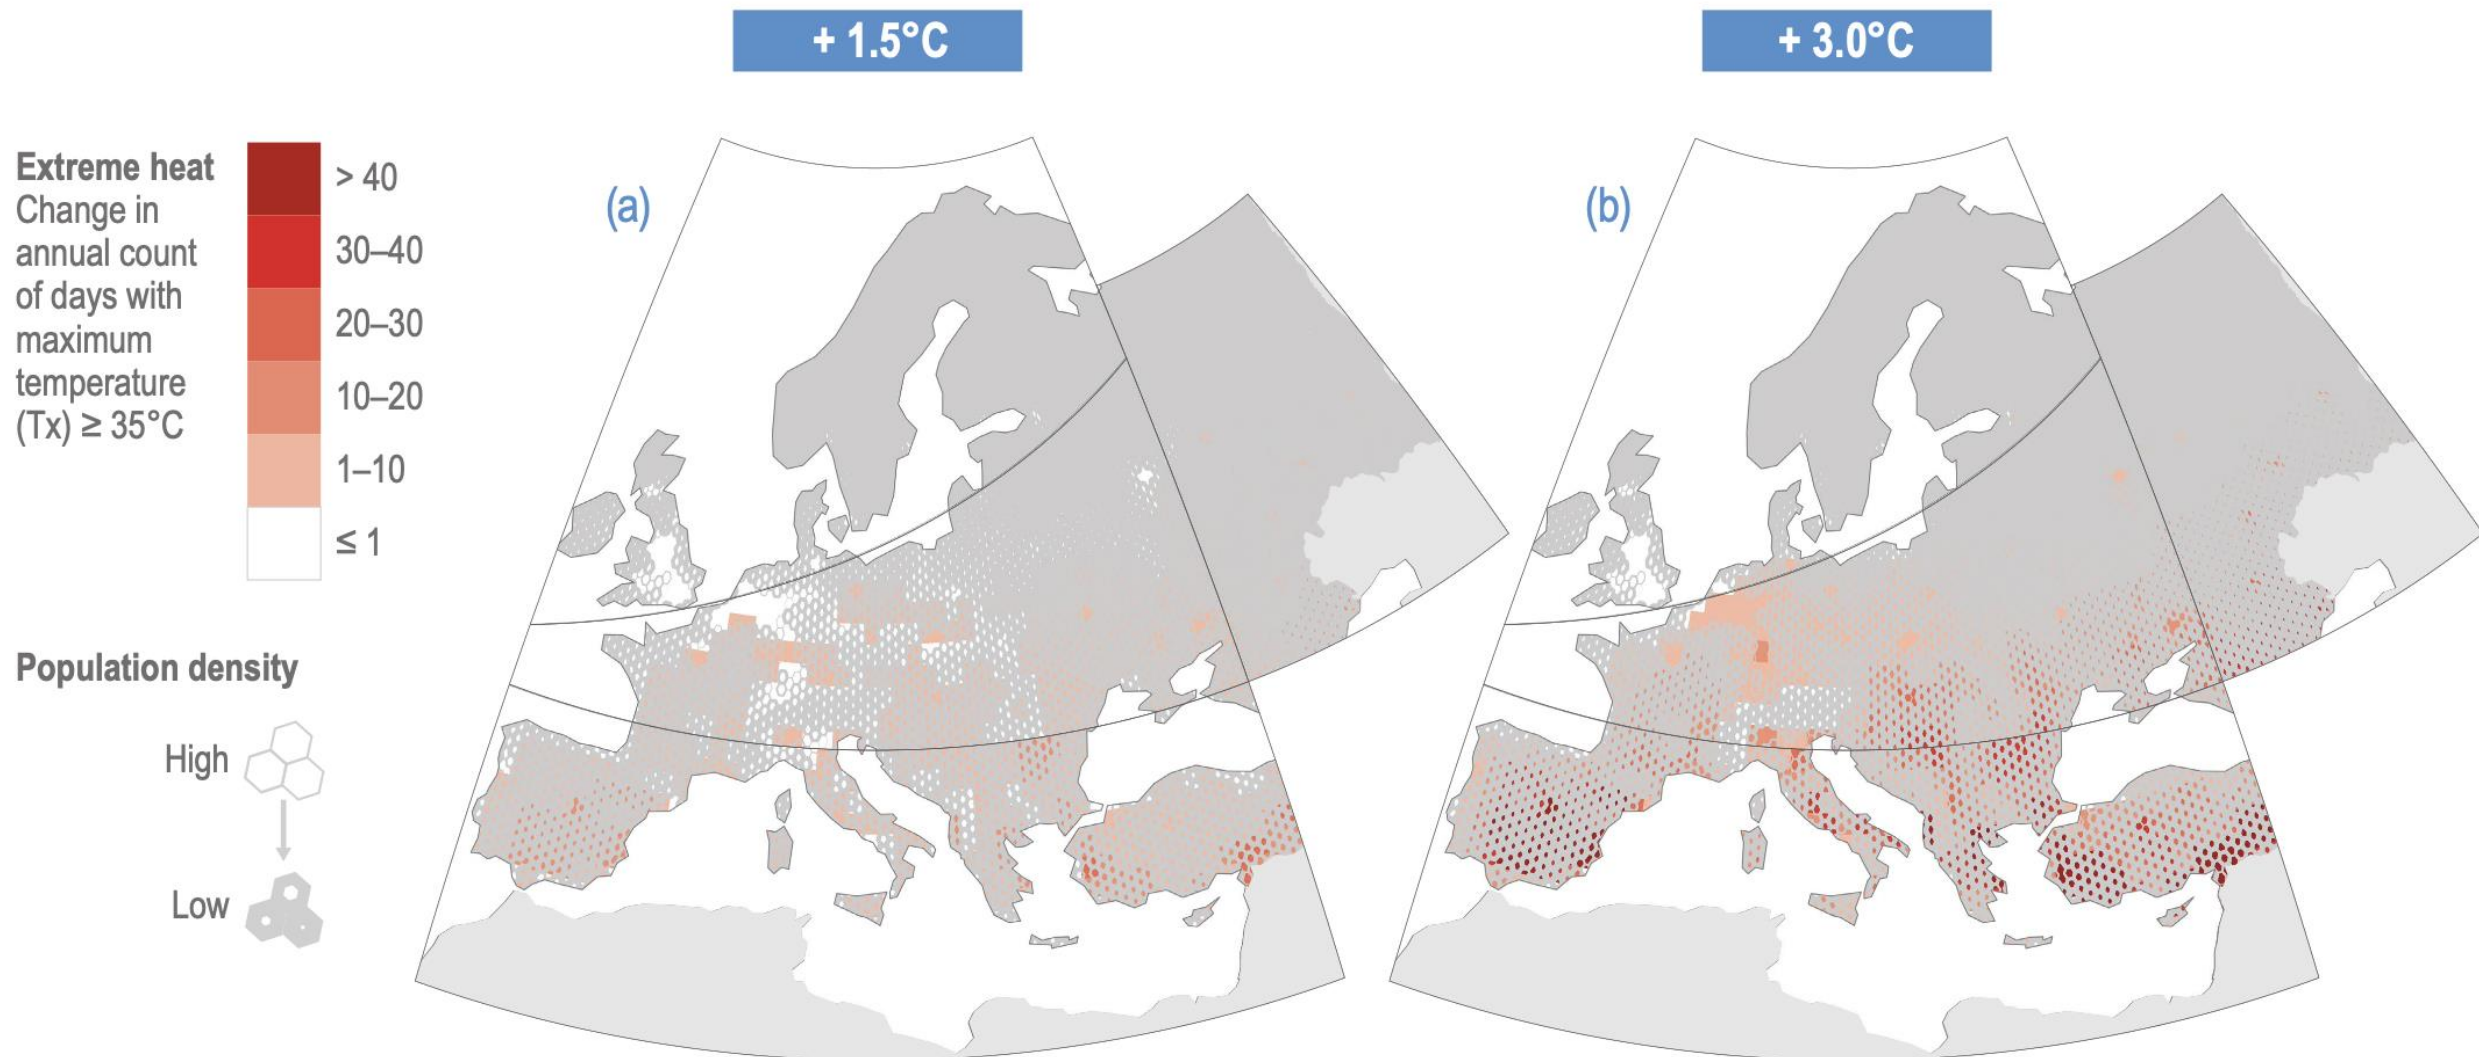 + 1.5°C
+ 3.0°C
(a)
(b)
Extreme heat
Change in
annual count
of days with
maximum
temperature
(Tx) ≥ 35°C
> 40
30–40
20–30
10–20
1–10
≤ 1
Population density
High
Low